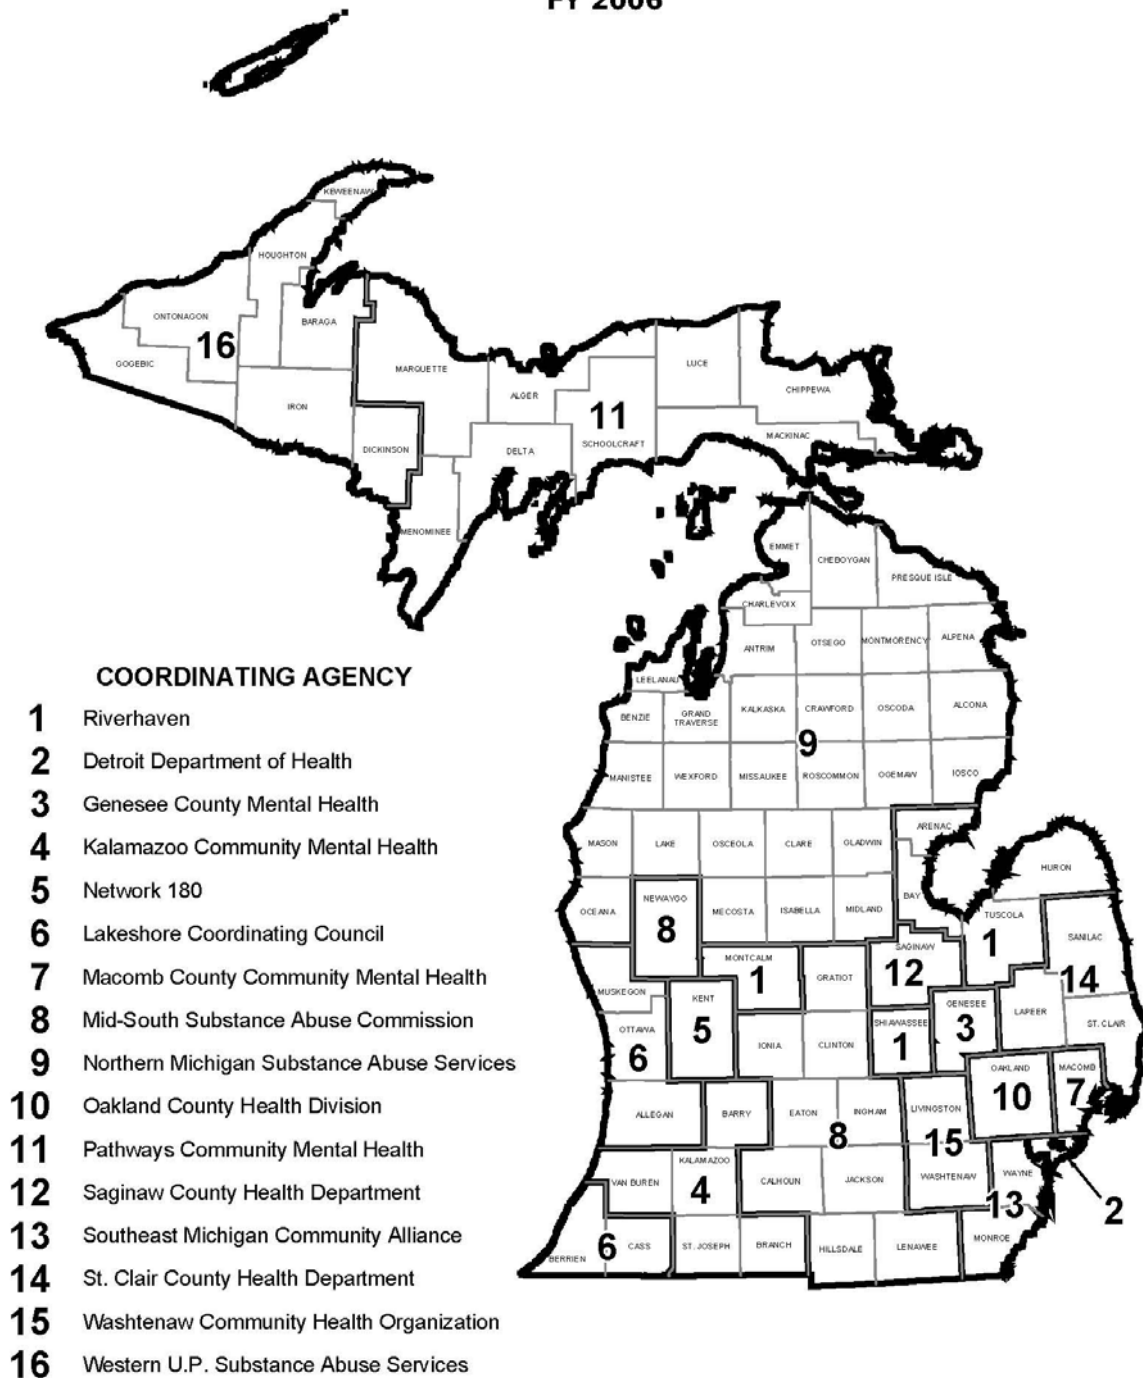 FY 2006
KEWEENAW
HOUGHTON
ONTONAGON
BARAGA
16
GOGEBIC
MARQUETTE
LUCE
ALGER
CHIPPEWA
IRON
11
SCHOOLCRAFT
MACKINAC
DICKINSON
DELTA
MENOMINEE
EMMET
CHEBOYGAN
PRESQUE ISLE
CHARLEVOIX
ANTRIM
OTSEGO
MONTMORENCY
ALPENA
LEELANAU
BENZIE
GRAND
TRAVERSE
KALKASKA
CRAWFORD
OSCODA
ALCONA
9
MANISTEE
WEXFORD
MISSAUKEE
ROSCOMMON
OGEMAW
IOSCO
ARENAC
MASON
LAKE
OSCEOLA
CLARE
GLADWIN
HURON
BAY
OCEANA
NEWAYGO
8
MECOSTA
ISABELLA
MIDLAND
TUSCOLA
1
SANILAC
SAGINAW
12
MONTCALM
1
GRATIOT
14
MUSKEGON
KENT
5
GENESEE
3
LAPEER
ST. CLAIR
OTTAWA
6
IONIA
CLINTON
SHIAWASSEE
1
OAKLAND
10
MACOMB
7
ALLEGAN
BARRY
EATON
INGHAM
8
LIVINGSTON
15
WASHTENAW
WAYNE
13
2
KALAMAZOO
4
VAN BUREN
CALHOUN
JACKSON
MONROE
BERRIEN
6
CASS
ST. JOSEPH
BRANCH
HILLSDALE
LENAWEE
COORDINATING AGENCY
1 Riverhaven
2 Detroit Department of Health
3 Genesee County Mental Health
4 Kalamazoo Community Mental Health
5 Network 180
6 Lakeshore Coordinating Council
7 Macomb County Community Mental Health
8 Mid-South Substance Abuse Commission
9 Northern Michigan Substance Abuse Services
10 Oakland County Health Division
11 Pathways Community Mental Health
12 Saginaw County Health Department
13 Southeast Michigan Community Alliance
14 St. Clair County Health Department
15 Washtenaw Community Health Organization
16 Western U.P. Substance Abuse Services